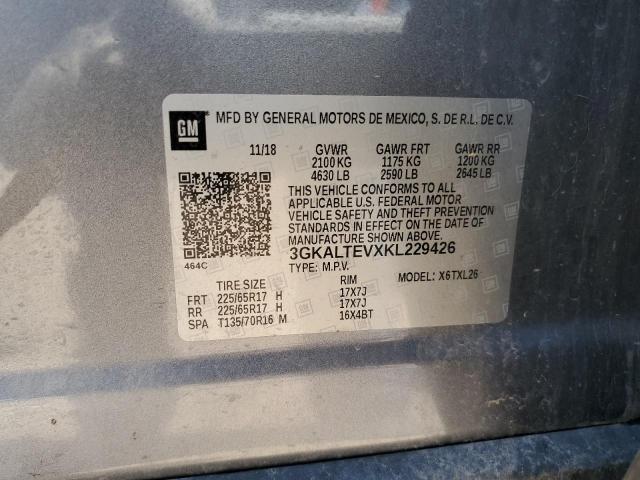 GM
MFD BY GENERAL MOTORS DE MEXICO, S. DE R.L. DE C.V.
11/18 GVWR GAWR FRT GAWR RR
2100 KG 1175 KG 1200 KG
4630 LB 2590 LB 2645 LB
THIS VEHICLE CONFORMS TO ALL
APPLICABLE U.S. FEDERAL MOTOR
VEHICLE SAFETY AND THEFT PREVENTION
STANDARDS IN EFFECT ON THE DATE OF
MANUFACTURE SHOWN ABOVE.
464C
3GKALTEVXKL229426
TYPE: M.P.V. MODEL: X6TXL26
TIRE SIZE RIM
FRT 225/65R17 H 17X7J
RR 225/65R17 H 17X7J
SPA T135/70R16 M 16X4BT